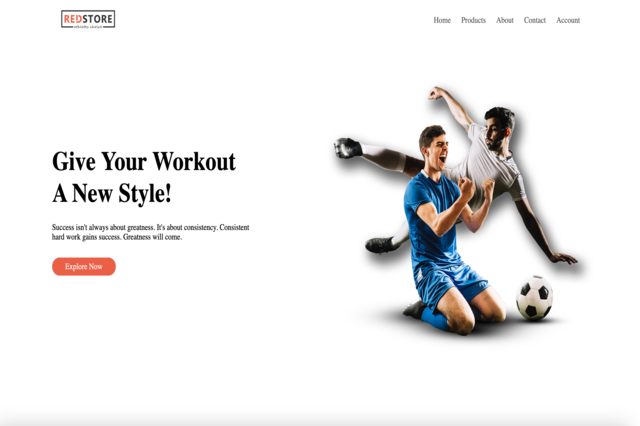 REDSTORE
Home Products About Contact Account
Give Your Workout
A New Style!
Success isn't always about greatness. It's about consistency. Consistent
hard work gains success. Greatness will come.
Explore Now